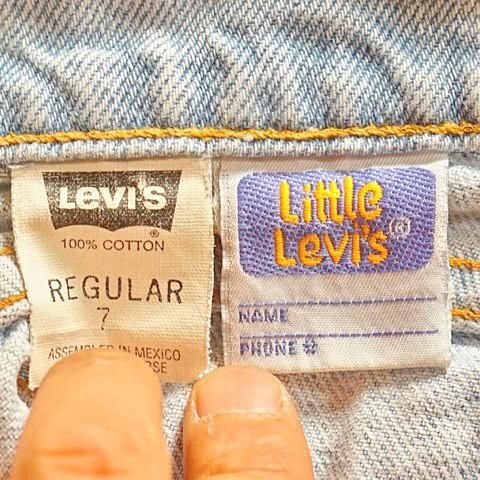 Levi's
®
100% COTTON
REGULAR
7
ASSEMBLED IN MEXICO
Little
Levi's ®
NAME
PHONE #